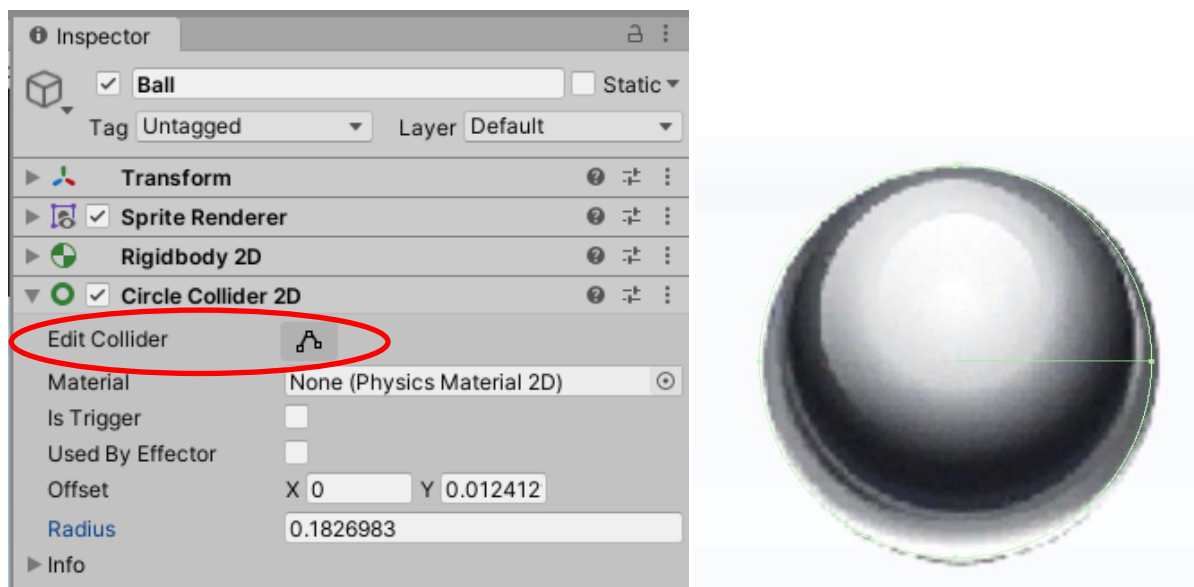 Inspector
Ball Static
Tag Untagged Layer Default
Transform
Sprite Renderer
Rigidbody 2D
Circle Collider 2D
Edit Collider
Material None (Physics Material 2D)
Is Trigger
Used By Effector
Offset X 0 Y 0.012412
Radius 0.1826983
Info